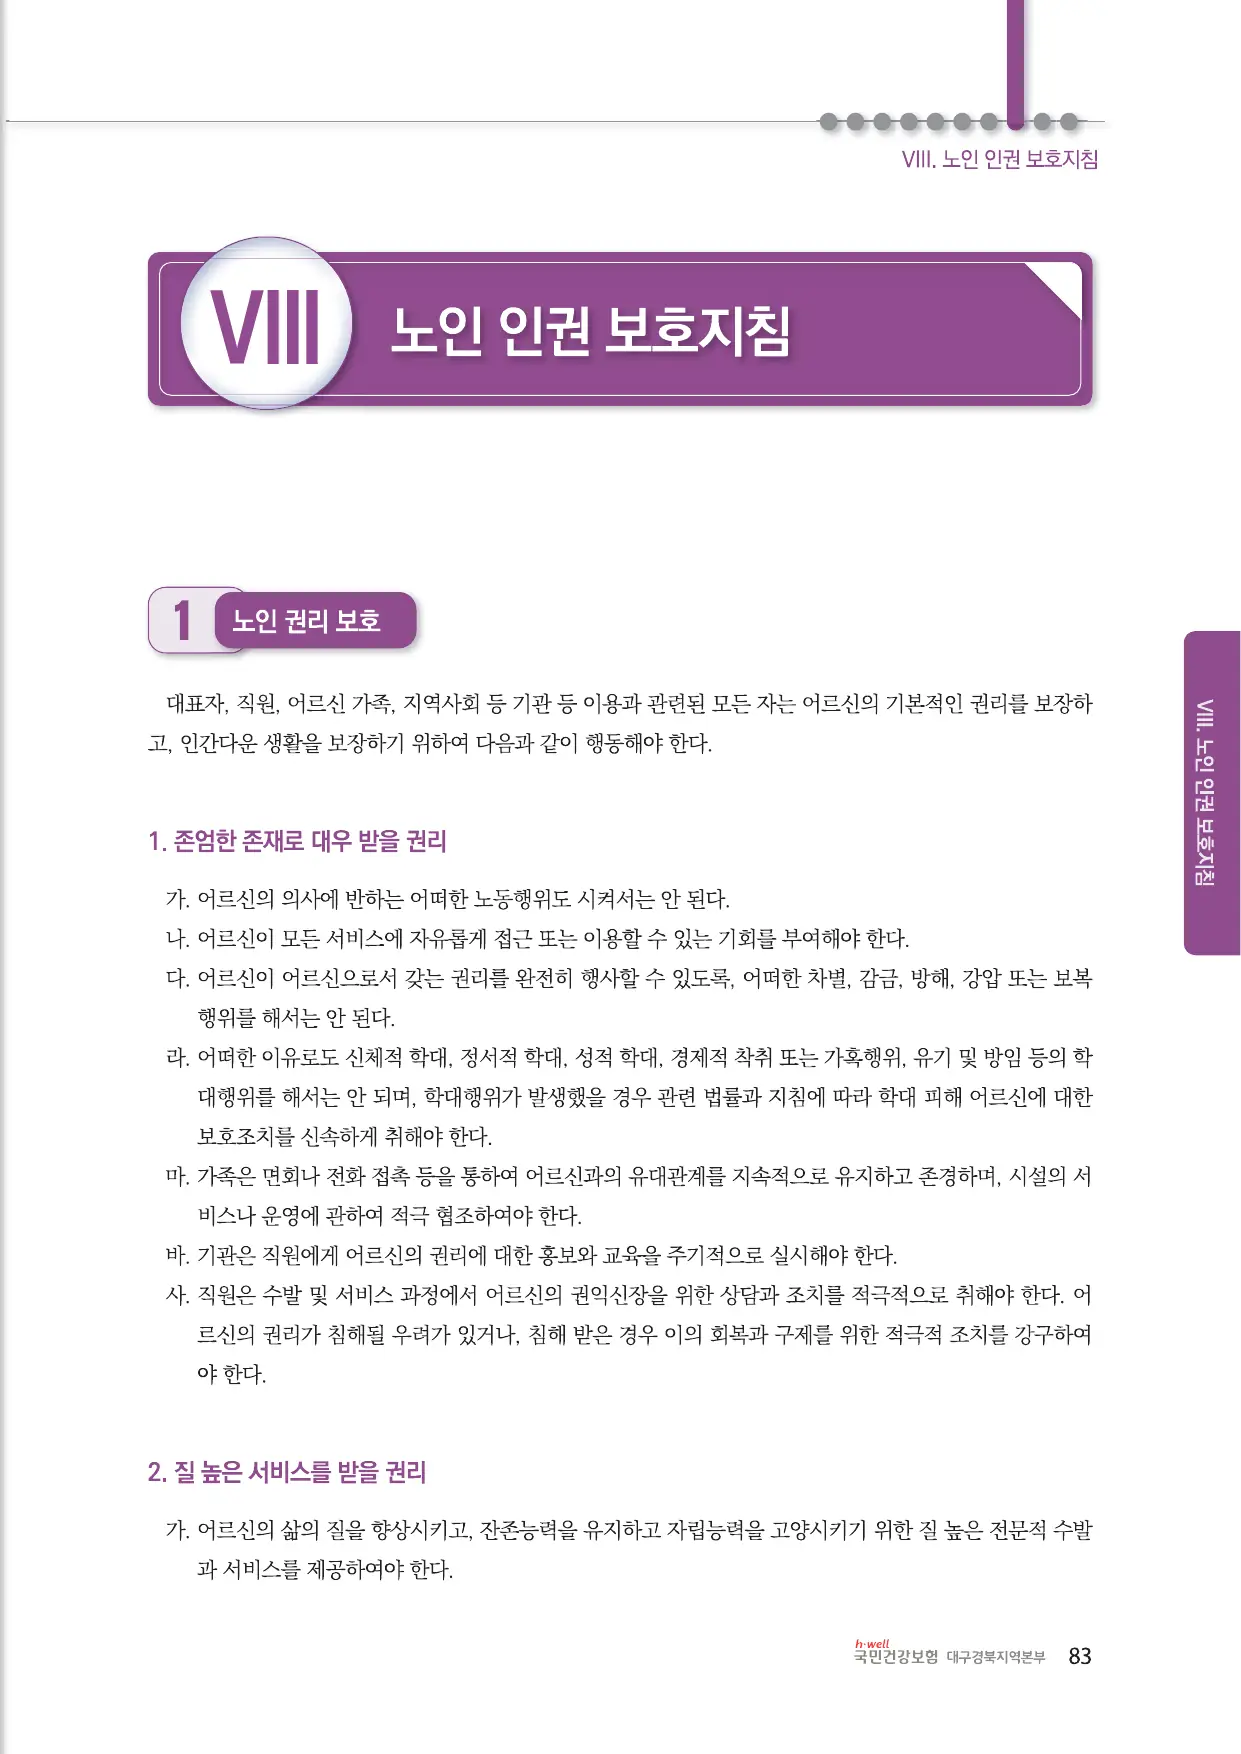 VIII. 노인 인권 보호지침
VIII 노인 인권 보호지침
1 노인 권리 보호
대표자, 직원, 어르신 가족, 지역사회 등 기관 등 이용과 관련된 모든 자는 어르신의 기본적인 권리를 보장하
고, 인간다운 생활을 보장하기 위하여 다음과 같이 행동해야 한다.
1. 존엄한 존재로 대우 받을 권리
가. 어르신의 의사에 반하는 어떠한 노동행위도 시켜서는 안 된다.
나. 어르신이 모든 서비스에 자유롭게 접근 또는 이용할 수 있는 기회를 부여해야 한다.
다. 어르신이 어르신으로서 갖는 권리를 완전히 행사할 수 있도록, 어떠한 차별, 감금, 방해, 강압 또는 보복
행위를 해서는 안 된다.
라. 어떠한 이유로도 신체적 학대, 정서적 학대, 성적 학대, 경제적 착취 또는 가혹행위, 유기 및 방임 등의 학
대행위를 해서는 안 되며, 학대행위가 발생했을 경우 관련 법률과 지침에 따라 학대 피해 어르신에 대한
보호조치를 신속하게 취해야 한다.
마. 가족은 면회나 전화 접촉 등을 통하여 어르신과의 유대관계를 지속적으로 유지하고 존경하며, 시설의 서
비스나 운영에 관하여 적극 협조하여야 한다.
바. 기관은 직원에게 어르신의 권리에 대한 홍보와 교육을 주기적으로 실시해야 한다.
사. 직원은 수발 및 서비스 과정에서 어르신의 권익신장을 위한 상담과 조치를 적극적으로 취해야 한다. 어
르신의 권리가 침해될 우려가 있거나, 침해 받은 경우 이의 회복과 구제를 위한 적극적 조치를 강구하여
야 한다.
2. 질 높은 서비스를 받을 권리
가. 어르신의 삶의 질을 향상시키고, 잔존능력을 유지하고 자립능력을 고양시키기 위한 질 높은 전문적 수발
과 서비스를 제공하여야 한다.
VIII. 노인 인권 보호지침
h·well
국민건강보험 대구경북지역본부 83